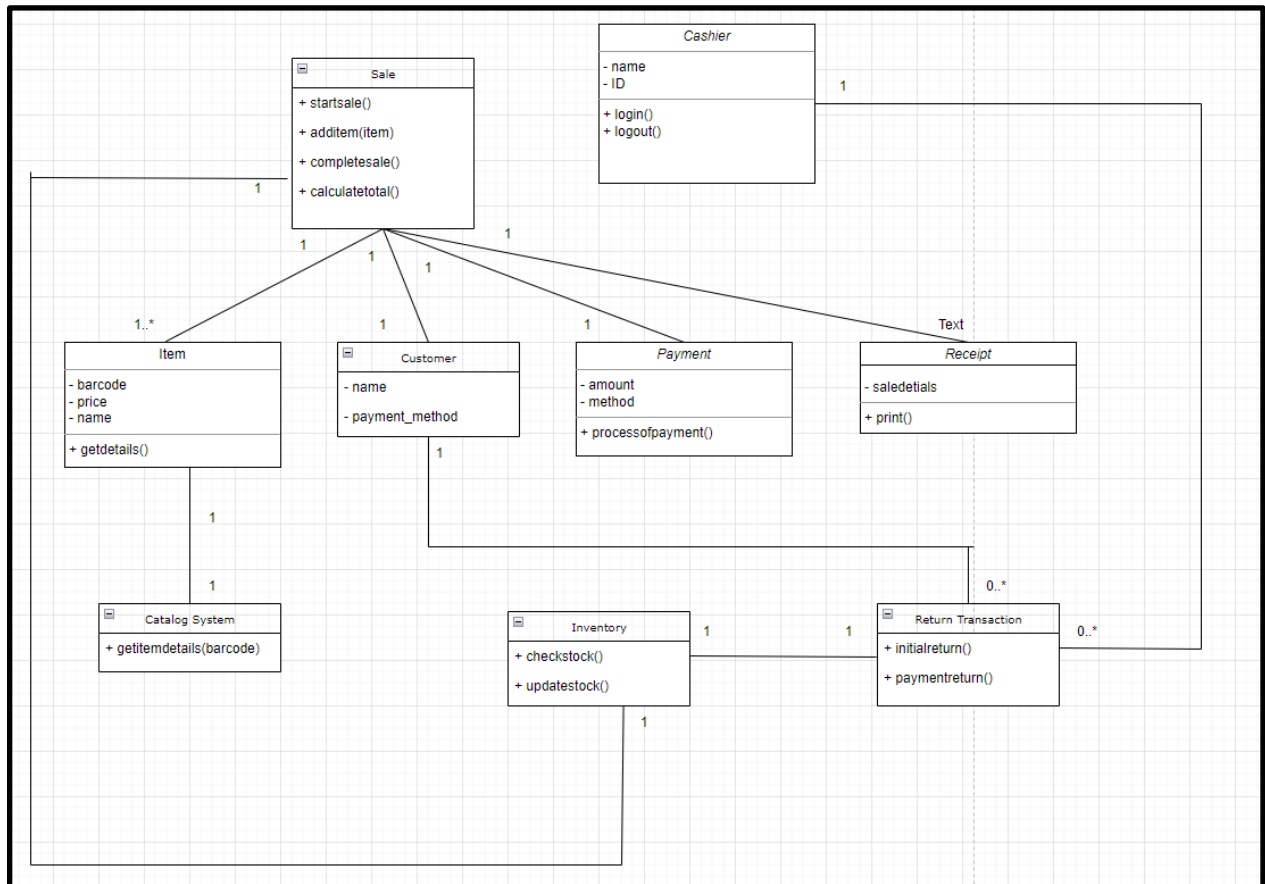 Cashier
- name
- ID
+ login()
+ logout()
1
Sale
+ startsale()
+ additem(item)
+ completesale()
+ calculatetotal()
1
1
1
1
1
1..*
1
1
Text
Item
- barcode
- price
- name
+ getdetails()
Customer
- name
- payment_method
Payment
- amount
- method
+ processofpayment()
Receipt
- saledetials
+ print()
1
1
1
0..*
Catalog System
+ getitemdetails(barcode)
Inventory
+ checkstock()
+ updatestock()
1
1
Return Transaction
+ initialreturn()
+ paymentreturn()
0..*
1